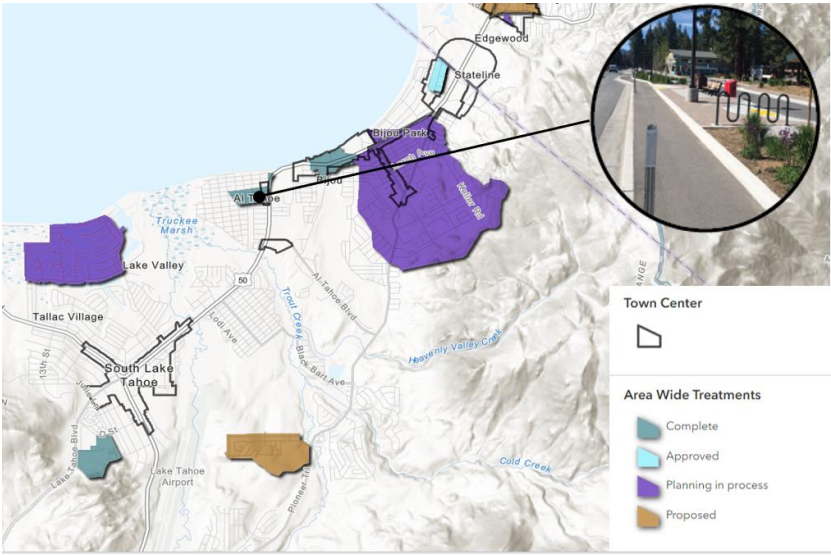 Edgewood
Stateline
Bijou Park
Bijou
Al Tahoe
Keller Rd
Truckee
Marsh
Lake Valley
50
Al Tahoe Blvd
Tallac Village
Trout Creek
Lodi Ave
13th St
South Lake
Tahoe
Black Bart Ave
Heavenly Valley Creek
D St
Lake Tahoe Blvd
Lake Tahoe
Airport
Pioneer Trl
Cold Creek
ANGE
Town Center
Area Wide Treatments
Complete
Approved
Planning in process
Proposed